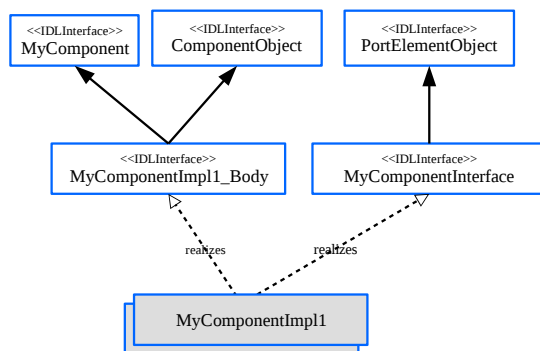 <<IDLInterface>>
MyComponent
<<IDLInterface>>
ComponentObject
<<IDLInterface>>
PortElementObject
<<IDLInterface>>
MyComponentImpl1_Body
<<IDLInterface>>
MyComponentInterface
realizes
realizes
MyComponentImpl1